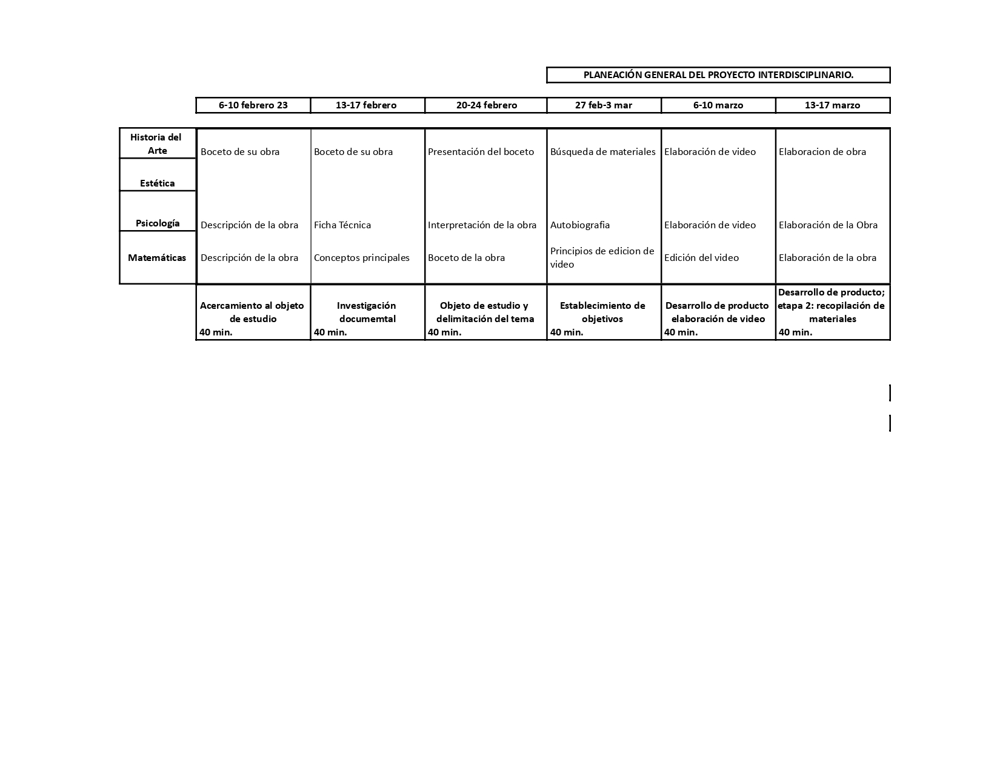 PLANEACIÓN GENERAL DEL PROYECTO INTERDISCIPLINARIO.
6-10 febrero 23 13-17 febrero 20-24 febrero 27 feb-3 mar 6-10 marzo 13-17 marzo
Historia del
Arte
Boceto de su obra Boceto de su obra Presentación del boceto Búsqueda de materiales Elaboración de video Elaboracion de obra
Estética
Psicología Descripción de la obra Ficha Técnica Interpretación de la obra Autobiografia Elaboración de video Elaboración de la Obra
Matemáticas Descripción de la obra Conceptos principales Boceto de la obra
Principios de edicion de
video
Edición del video Elaboración de la obra
Acercamiento al objeto
de estudio
40 min.
Investigación
documemtal
40 min.
Objeto de estudio y
delimitación del tema
40 min.
Establecimiento de
objetivos
40 min.
Desarrollo de producto
elaboración de video
40 min.
Desarrollo de producto;
etapa 2: recopilación de
materiales
40 min.